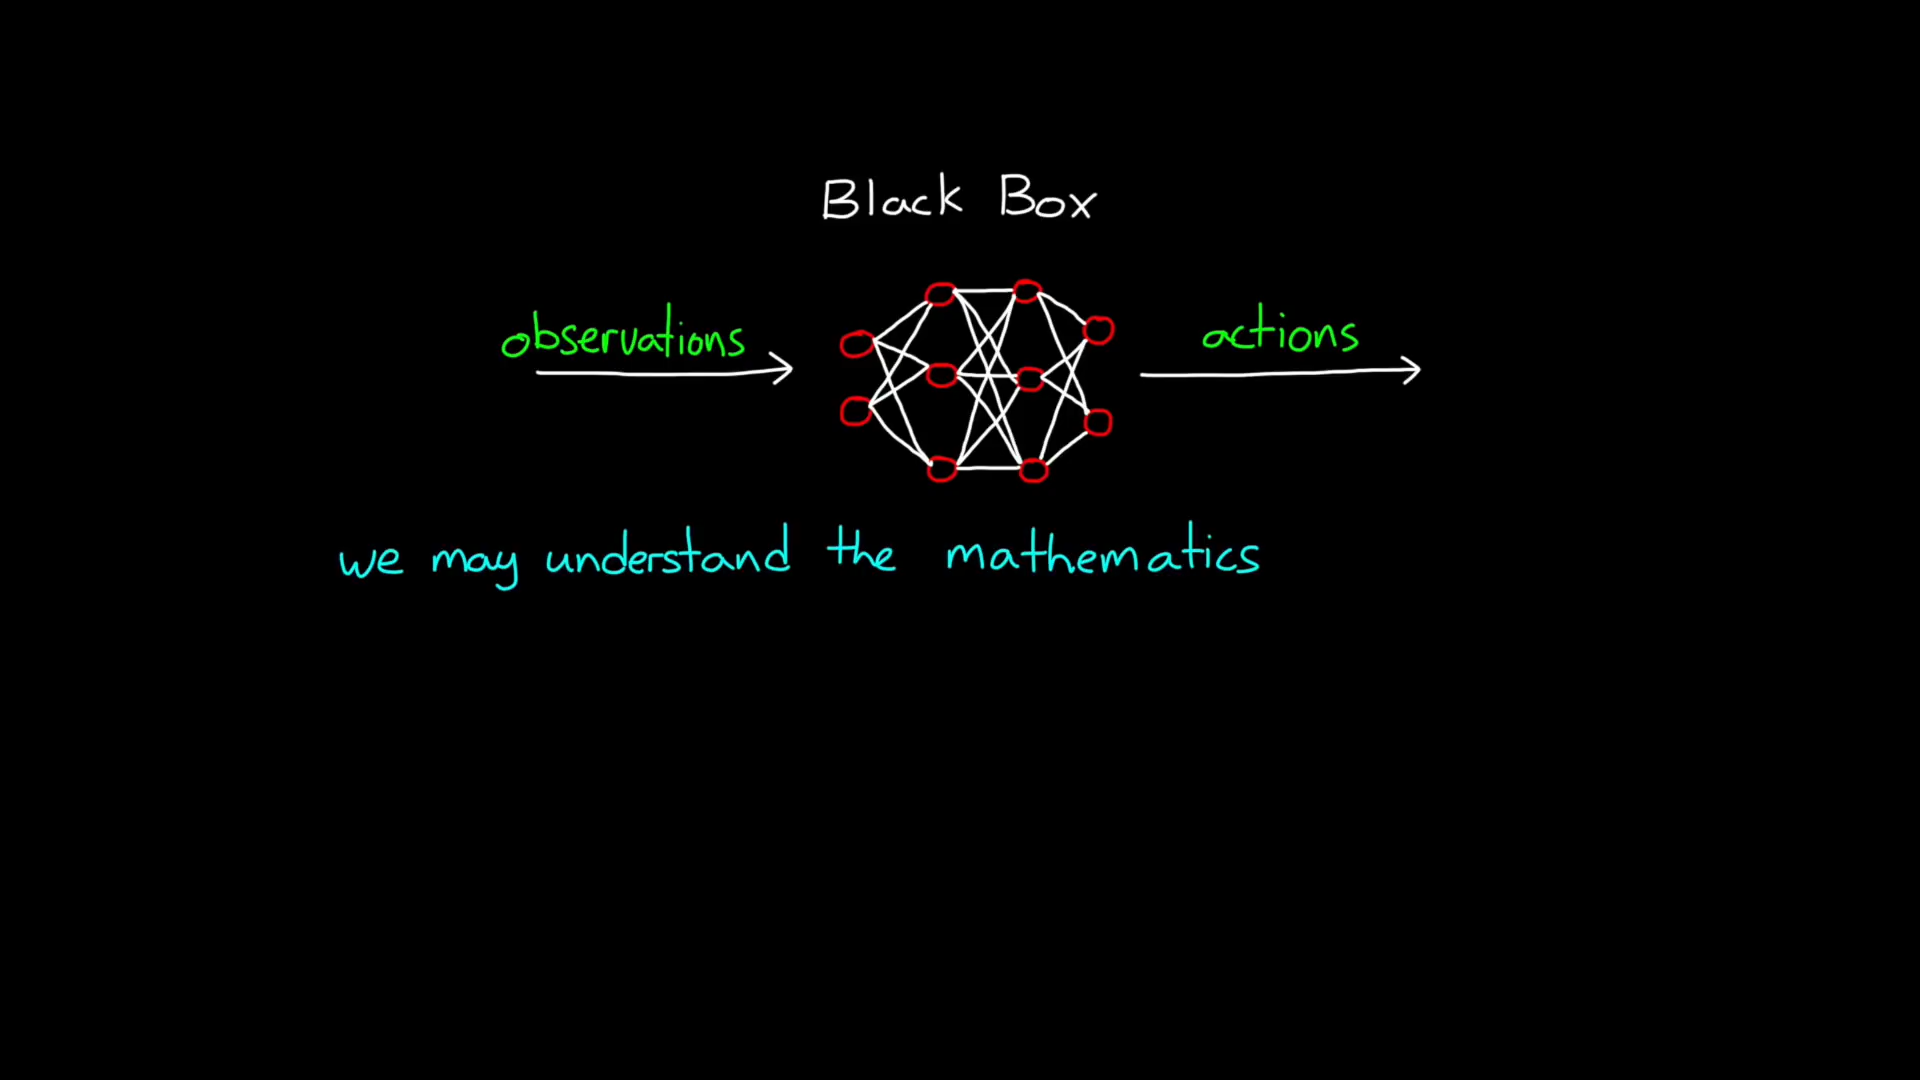 Black Box
observations
actions
we may understand the mathematics